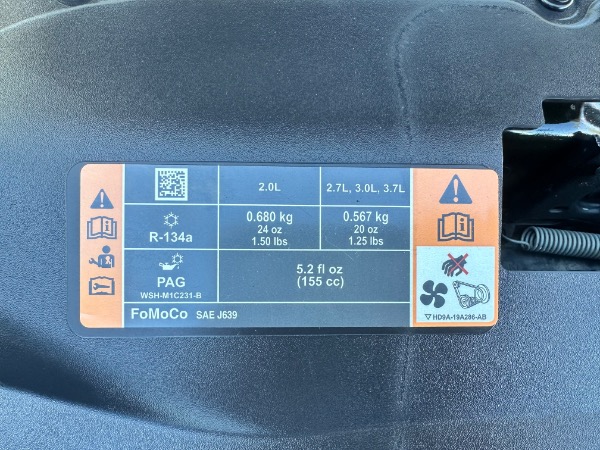 2.0L 2.7L, 3.0L, 3.7L
R-134a
0.680 kg 0.567 kg
24 oz 20 oz
1.50 lbs 1.25 lbs
PAG
WSH-M1C231-B
5.2 fl oz
(155 cc)
FoMoCo SAE J639
HD9A-19A286-AB